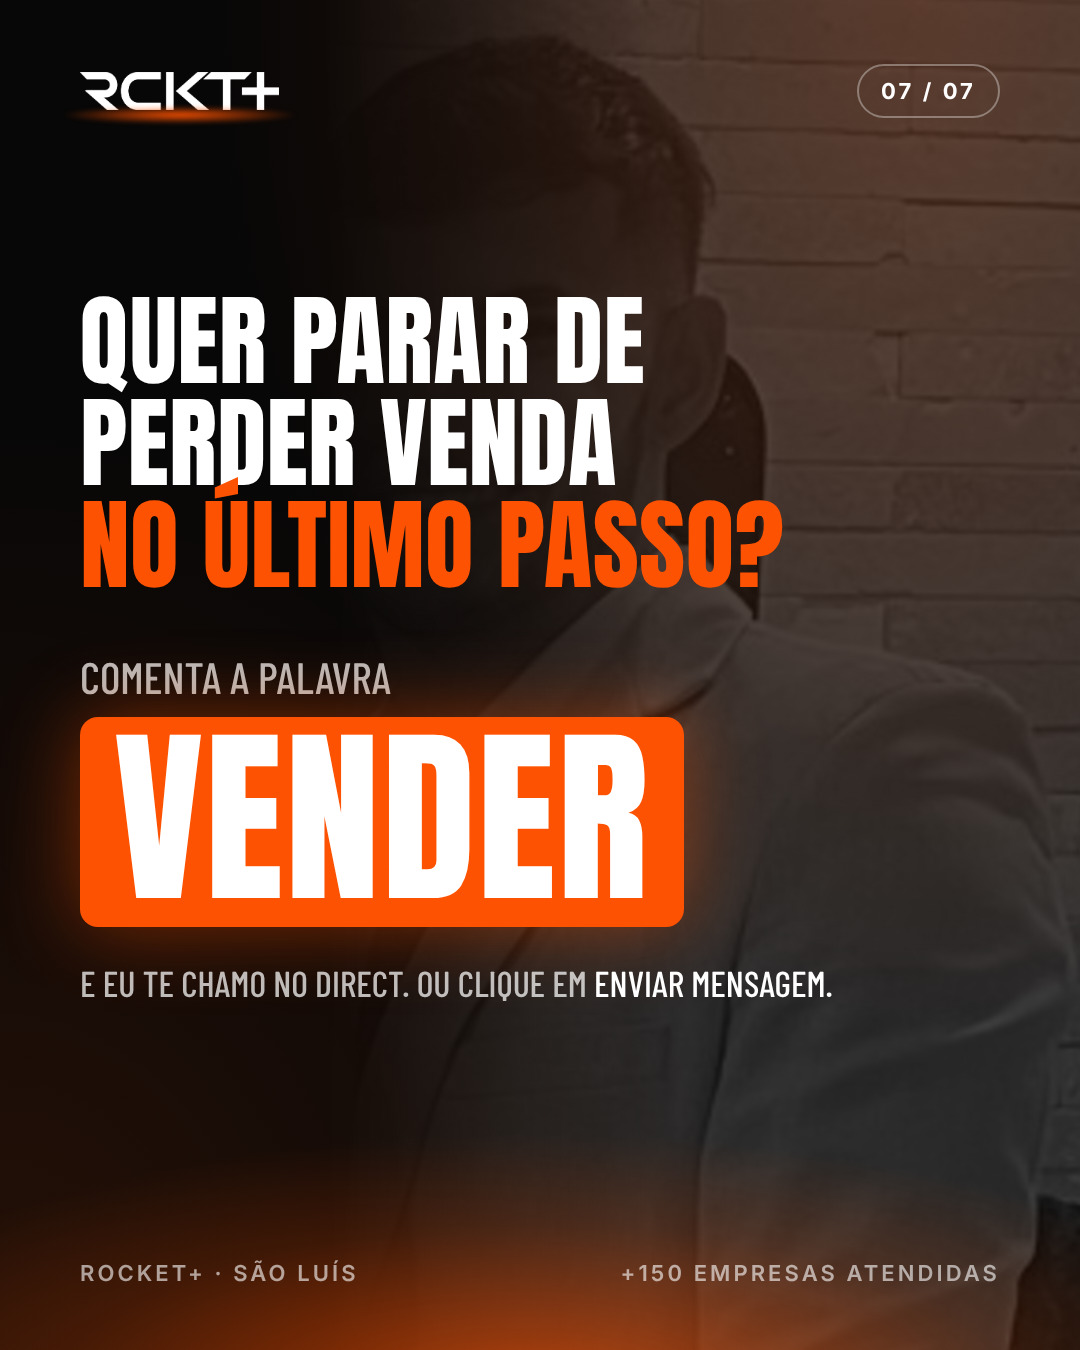 RCKT+
07 / 07
QUER PARAR DE
PERDER VENDA
NO ÚLTIMO PASSO?
COMENTA A PALAVRA
VENDER
E EU TE CHAMO NO DIRECT. OU CLIQUE EM ENVIAR MENSAGEM.
ROCKET+ · SÃO LUÍS
+150 EMPRESAS ATENDIDAS